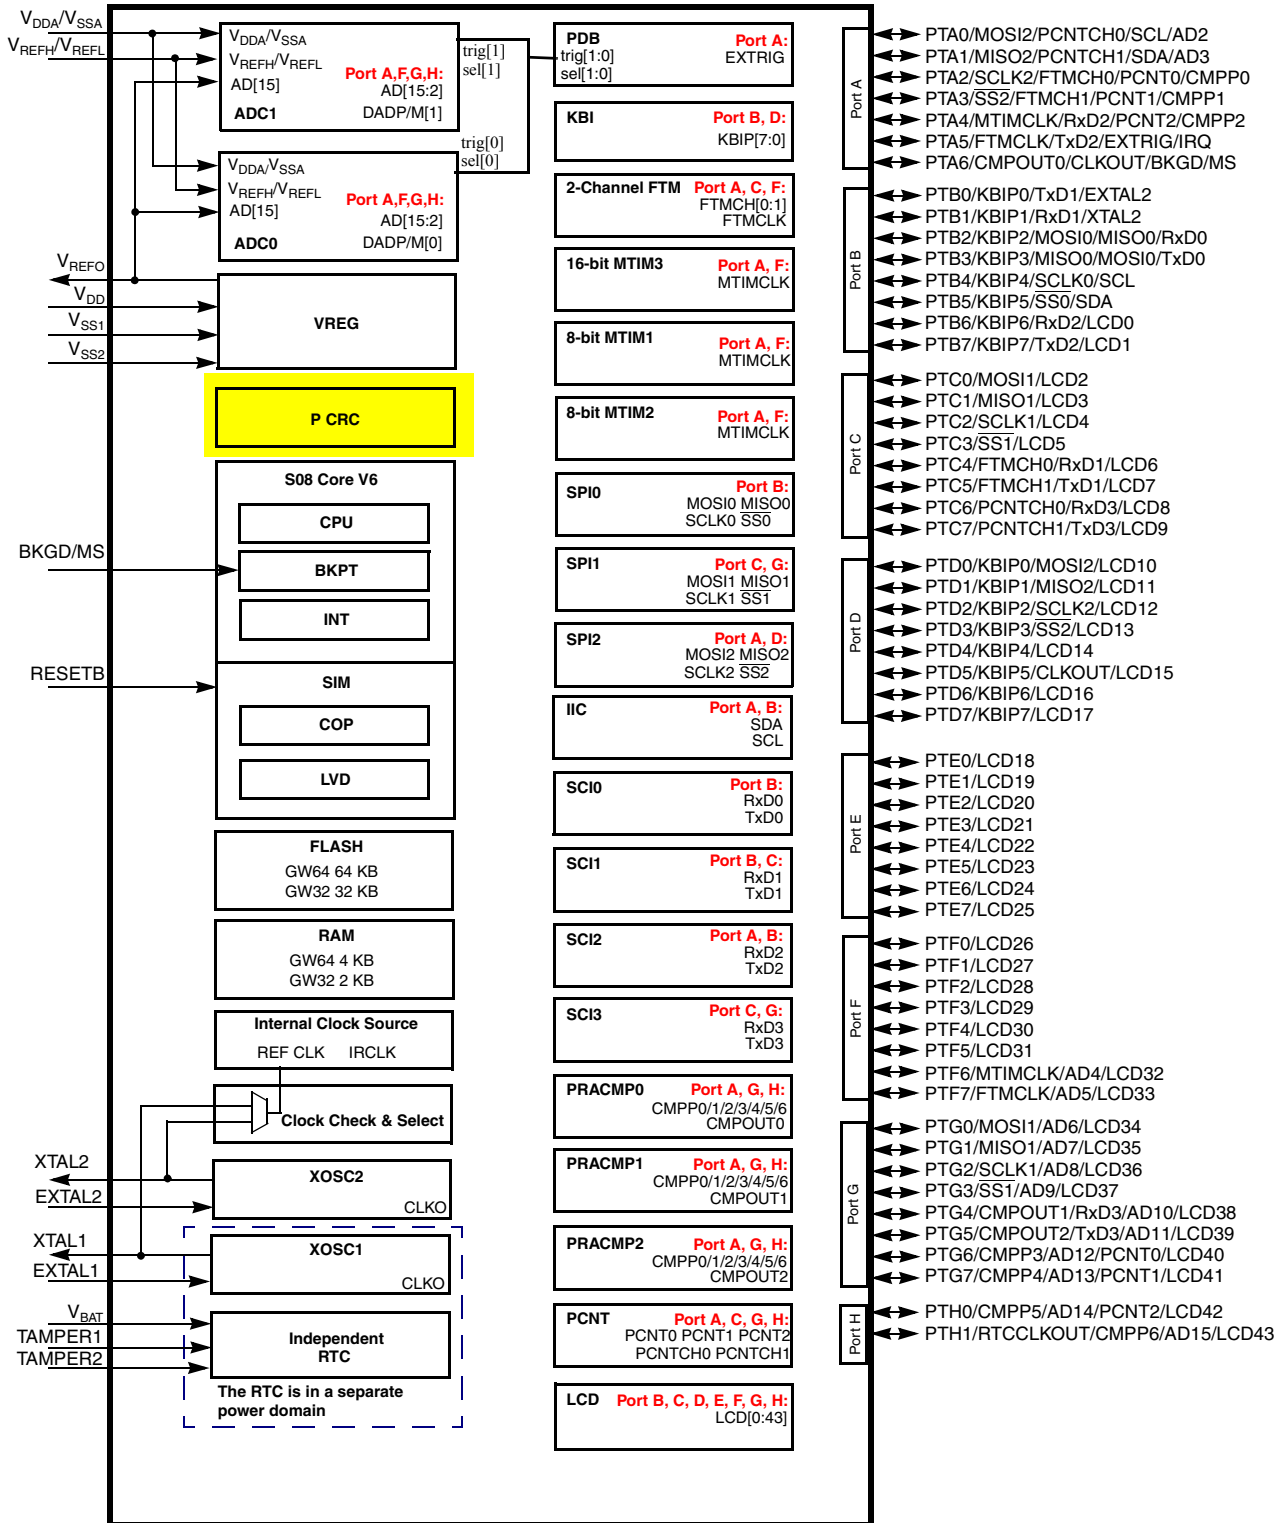 V_DDA/V_SSA
V_REFH/V_REFL
V_DDA/V_SSA
V_REFH/V_REFL
AD[15]
ADC1
Port A,F,G,H:
AD[15:2]
DADP/M[1]
trig[1]
sel[1]
V_DDA/V_SSA
V_REFH/V_REFL
AD[15]
ADC0
Port A,F,G,H:
AD[15:2]
DADP/M[0]
trig[0]
sel[0]
V_REFO
V_DD
V_SS1
V_SS2
VREG
P CRC
S08 Core V6
CPU
BKGD/MS
BKPT
INT
RESETB
SIM
COP
LVD
FLASH
GW64 64 KB
GW32 32 KB
RAM
GW64 4 KB
GW32 2 KB
Internal Clock Source
REF CLK IRCLK
Clock Check & Select
XTAL2
EXTAL2
XOSC2
CLKO
XTAL1
EXTAL1
XOSC1
CLKO
V_BAT
TAMPER1
TAMPER2
Independent
RTC
The RTC is in a separate
power domain
PDB Port A:
trig[1:0] EXTRIG
sel[1:0]
KBI Port B, D:
KBIP[7:0]
2-Channel FTM Port A, C, F:
FTMCH[0:1]
FTMCLK
16-bit MTIM3 Port A, F:
MTIMCLK
8-bit MTIM1 Port A, F:
MTIMCLK
8-bit MTIM2 Port A, F:
MTIMCLK
SPI0 Port B:
MOSI0 MISO0
SCLK0 SS0
SPI1 Port C, G:
MOSI1 MISO1
SCLK1 SS1
SPI2 Port A, D:
MOSI2 MISO2
SCLK2 SS2
IIC Port A, B:
SDA
SCL
SCI0 Port B:
RxD0
TxD0
SCI1 Port B, C:
RxD1
TxD1
SCI2 Port A, B:
RxD2
TxD2
SCI3 Port C, G:
RxD3
TxD3
PRACMP0 Port A, G, H:
CMPP0/1/2/3/4/5/6
CMPOUT0
PRACMP1 Port A, G, H:
CMPP0/1/2/3/4/5/6
CMPOUT1
PRACMP2 Port A, G, H:
CMPP0/1/2/3/4/5/6
CMPOUT2
PCNT Port A, C, G, H:
PCNT0 PCNT1 PCNT2
PCNTCH0 PCNTCH1
LCD Port B, C, D, E, F, G, H:
LCD[0:43]
Port A
PTA0/MOSI2/PCNTCH0/SCL/AD2
PTA1/MISO2/PCNTCH1/SDA/AD3
PTA2/SCLK2/FTMCH0/PCNT0/CMPP0
PTA3/SS2/FTMCH1/PCNT1/CMPP1
PTA4/MTIMCLK/RxD2/PCNT2/CMPP2
PTA5/FTMCLK/TxD2/EXTRIG/IRQ
PTA6/CMPOUT0/CLKOUT/BKGD/MS
Port B
PTB0/KBIP0/TxD1/EXTAL2
PTB1/KBIP1/RxD1/XTAL2
PTB2/KBIP2/MOSI0/MISO0/RxD0
PTB3/KBIP3/MISO0/MOSI0/TxD0
PTB4/KBIP4/SCLK0/SCL
PTB5/KBIP5/SS0/SDA
PTB6/KBIP6/RxD2/LCD0
PTB7/KBIP7/TxD2/LCD1
Port C
PTC0/MOSI1/LCD2
PTC1/MISO1/LCD3
PTC2/SCLK1/LCD4
PTC3/SS1/LCD5
PTC4/FTMCH0/RxD1/LCD6
PTC5/FTMCH1/TxD1/LCD7
PTC6/PCNTCH0/RxD3/LCD8
PTC7/PCNTCH1/TxD3/LCD9
Port D
PTD0/KBIP0/MOSI2/LCD10
PTD1/KBIP1/MISO2/LCD11
PTD2/KBIP2/SCLK2/LCD12
PTD3/KBIP3/SS2/LCD13
PTD4/KBIP4/LCD14
PTD5/KBIP5/CLKOUT/LCD15
PTD6/KBIP6/LCD16
PTD7/KBIP7/LCD17
Port E
PTE0/LCD18
PTE1/LCD19
PTE2/LCD20
PTE3/LCD21
PTE4/LCD22
PTE5/LCD23
PTE6/LCD24
PTE7/LCD25
Port F
PTF0/LCD26
PTF1/LCD27
PTF2/LCD28
PTF3/LCD29
PTF4/LCD30
PTF5/LCD31
PTF6/MTIMCLK/AD4/LCD32
PTF7/FTMCLK/AD5/LCD33
Port G
PTG0/MOSI1/AD6/LCD34
PTG1/MISO1/AD7/LCD35
PTG2/SCLK1/AD8/LCD36
PTG3/SS1/AD9/LCD37
PTG4/CMPOUT1/RxD3/AD10/LCD38
PTG5/CMPOUT2/TxD3/AD11/LCD39
PTG6/CMPP3/AD12/PCNT0/LCD40
PTG7/CMPP4/AD13/PCNT1/LCD41
Port H
PTH0/CMPP5/AD14/PCNT2/LCD42
PTH1/RTCCLKOUT/CMPP6/AD15/LCD43